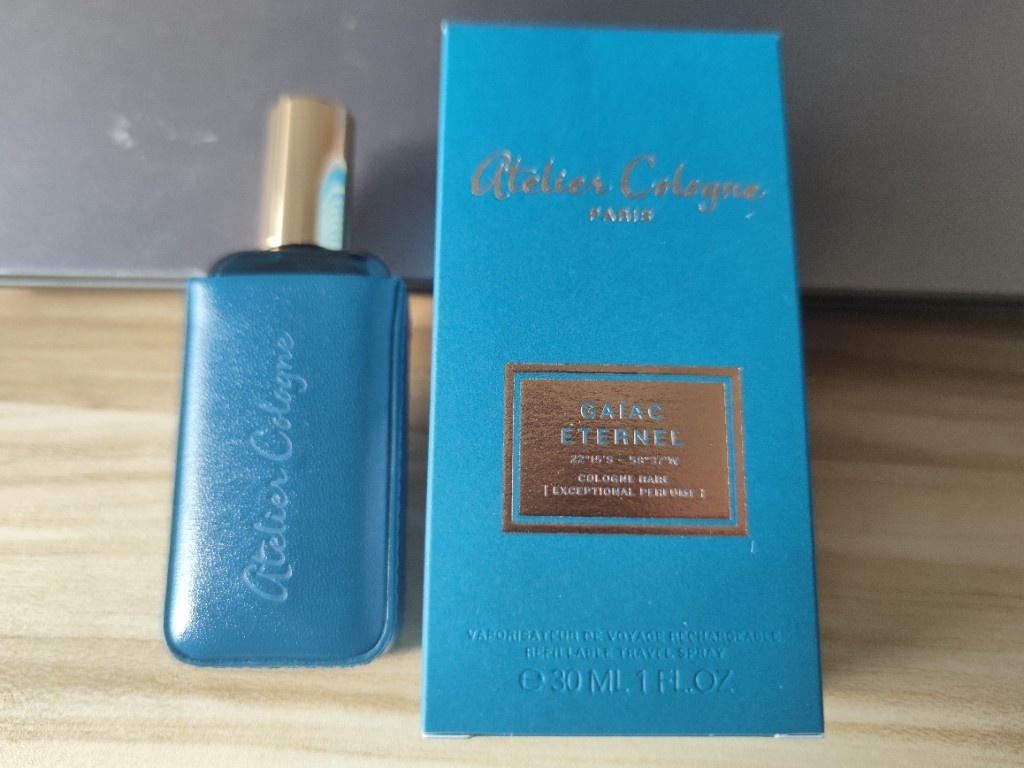 Atelier Cologne
Atelier Cologne
PARIS
GAÏAC
ÉTERNEL
22°15'S – 58°37'W
COLOGNE RARE
[ EXCEPTIONAL PERFUME ]
VAPORISATEUR DE VOYAGE RECHARGEABLE
REFILLABLE TRAVEL SPRAY
℮ 30 ML 1 FL.OZ.